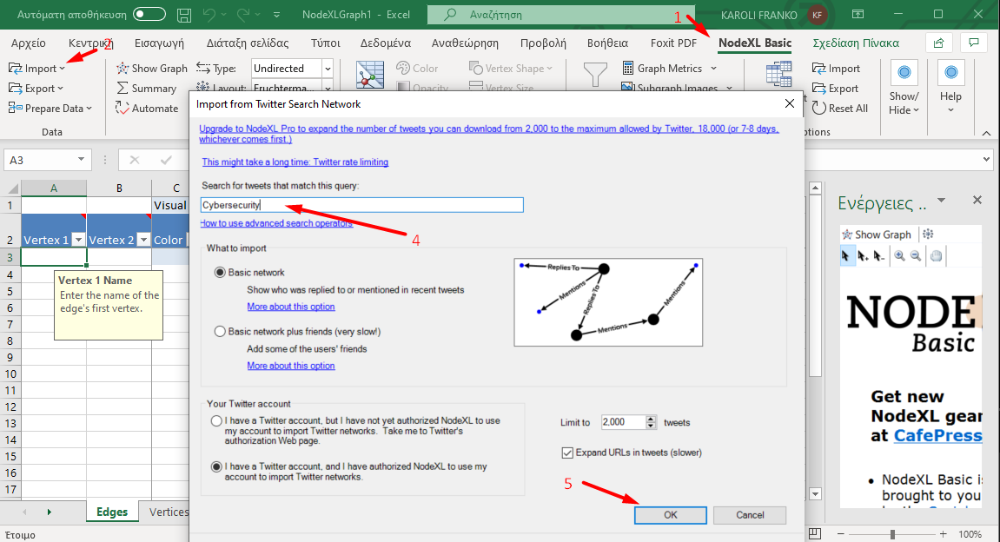 Αυτόματη αποθήκευση
NodeXLGraph1 - Excel
Αναζήτηση
KAROLI FRANKO
KF
1
Αρχείο Κεντρική Εισαγωγή Διάταξη σελίδας Τύποι Δεδομένα Αναθεώρηση Προβολή Βοήθεια Foxit PDF NodeXL Basic Σχεδίαση Πίνακα
2
Import Show Graph Type: Undirected Color Vertex Shape Graph Metrics Import
Export Summary Layout: Fruchterma... Opacity Vertex Size Subgraph Images Export
Prepare Data Automate Reset All
Show/
Hide
Help
Data
ptions
Import from Twitter Search Network
Upgrade to NodeXL Pro to expand the number of tweets you can download from 2,000 to the maximum allowed by Twitter, 18,000 (or 7-8 days,
whichever comes first.)
This might take a long time: Twitter rate limiting
Search for tweets that match this query:
Cybersecurity
How to use advanced search operators
4
What to import
Basic network
Show who was replied to or mentioned in recent tweets
More about this option
Basic network plus friends (very slow!)
Add some of the users' friends
More about this option
Replies To
Mentions
Replies To
Mentions
Mentions
Your Twitter account
I have a Twitter account, but I have not yet authorized NodeXL to use
my account to import Twitter networks. Take me to Twitter's
authorization Web page.
I have a Twitter account, and I have authorized NodeXL to use my
account to import Twitter networks.
Limit to 2,000 tweets
Expand URLs in tweets (slower)
5
OK Cancel
A3
A B C
1 Visual
2 Vertex 1 Vertex 2 Color
3
4
5
6
7
8
9
10
11
12
13
14
15
16
17
Vertex 1 Name
Enter the name of the
edge's first vertex.
Ενέργειες ..
Show Graph
NODE
Basic
Get new
NodeXL gear
at CafePress
• NodeXL Basic i
brought to you
Edges Vertices
Έτοιμο
100%